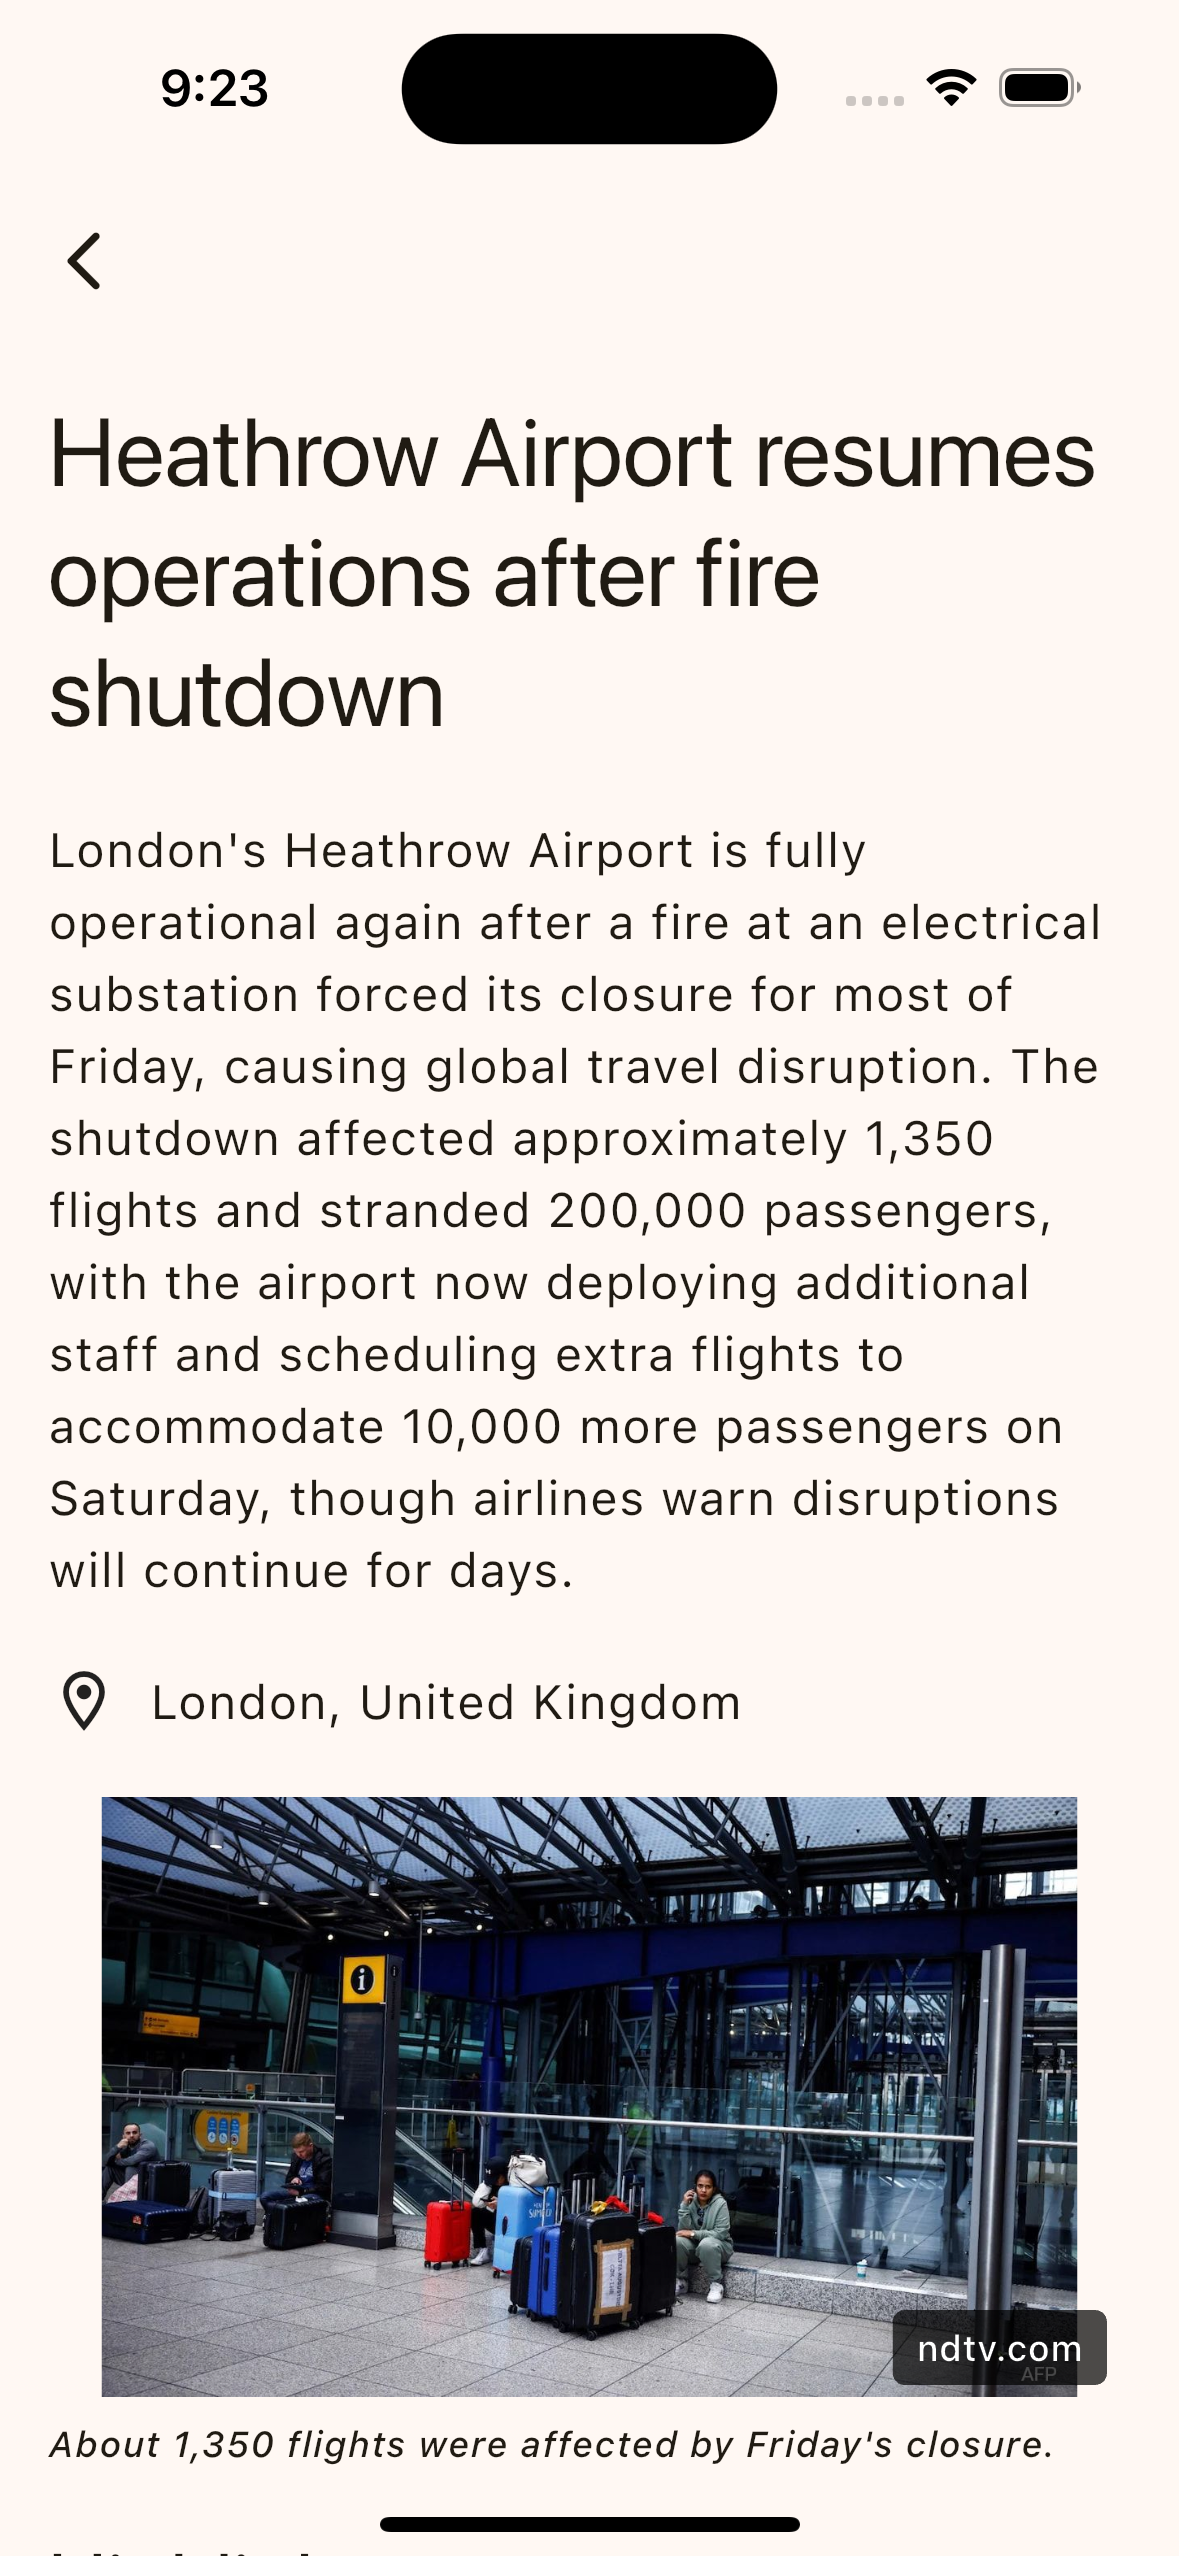 9:23
Heathrow Airport resumes
operations after fire
shutdown
London's Heathrow Airport is fully
operational again after a fire at an electrical
substation forced its closure for most of
Friday, causing global travel disruption. The
shutdown affected approximately 1,350
flights and stranded 200,000 passengers,
with the airport now deploying additional
staff and scheduling extra flights to
accommodate 10,000 more passengers on
Saturday, though airlines warn disruptions
will continue for days.
London, United Kingdom
i
ndtv.com
AFP
About 1,350 flights were affected by Friday's closure.